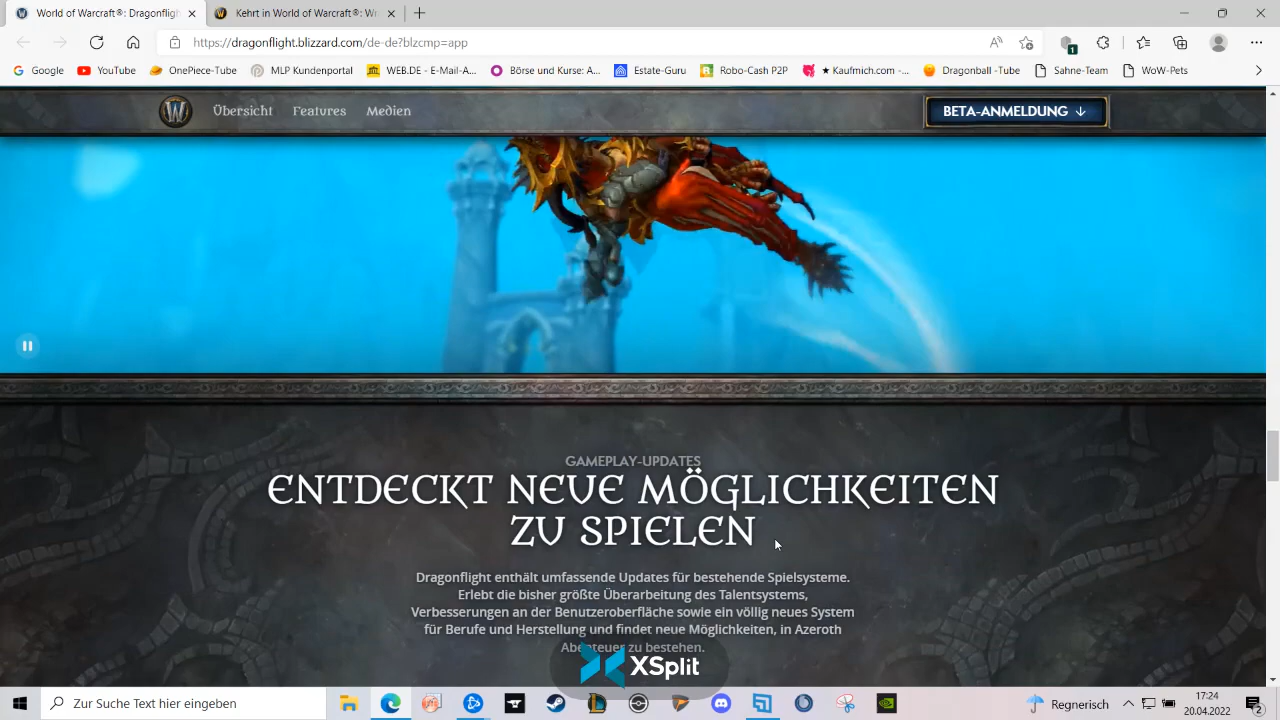 World of Warcraft: Dragonfligh
Kehrt in World of Warcraft: Wr
https://dragonflight.blizzard.com/de-de?blzcmp=app
1
Google
YouTube
OnePiece-Tube
MLP Kundenportal
WEB.DE - E-Mail-A...
Börse und Kurse: A...
Estate-Guru
Robo-Cash P2P
★ Kaufmich.com -...
Dragonball -Tube
Sahne-Team
WoW-Pets
W
Übersicht
Features
Medien
BETA-ANMELDUNG
GAMEPLAY-UPDATES
ENTDECKT NEUE MÖGLICHKEITEN
ZU SPIELEN
Dragonflight enthält umfassende Updates für bestehende Spielsysteme.
Erlebt die bisher größte Überarbeitung des Talentsystems,
Verbesserungen an der Benutzeroberfläche sowie ein völlig neues System
für Berufe und Herstellung und findet neue Möglichkeiten, in Azeroth
Abenteuer zu bestehen.
XSplit
Zur Suche Text hier eingeben
Regnerisch
17:24
20.04.2022
2